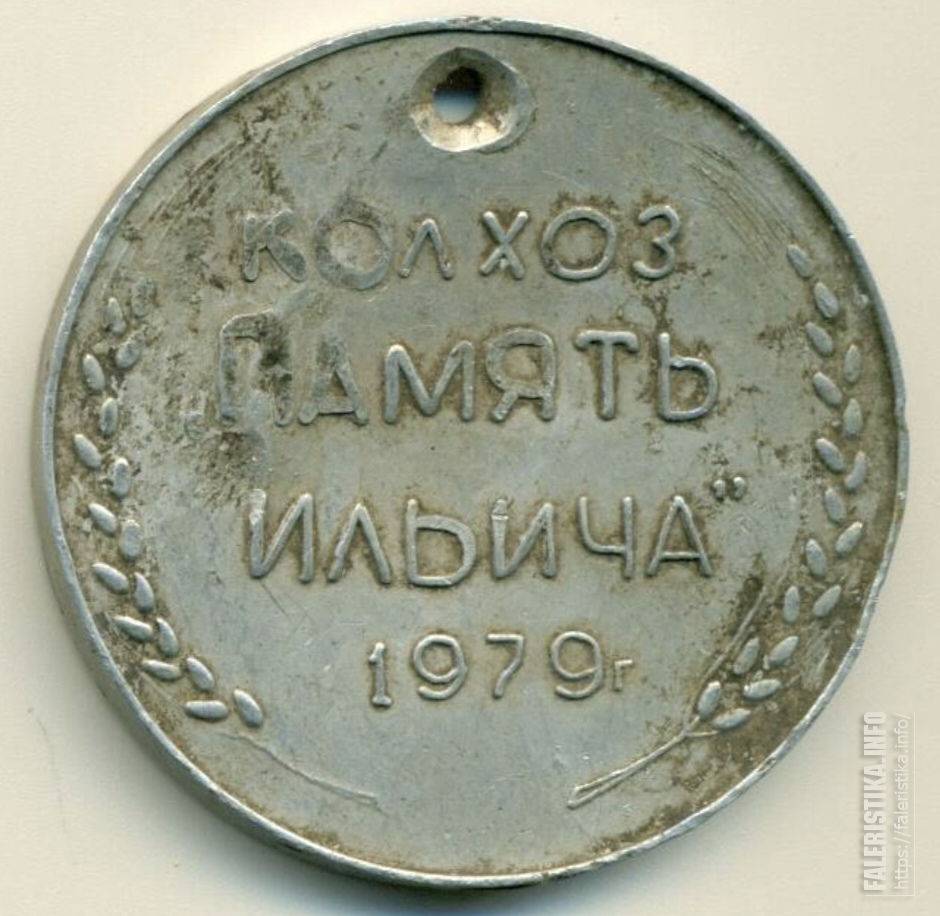 КОЛХОЗ
„ПАМЯТЬ
ИЛЬИЧА"
1979г
FALERISTIKA.INFO
https://faleristika.info/